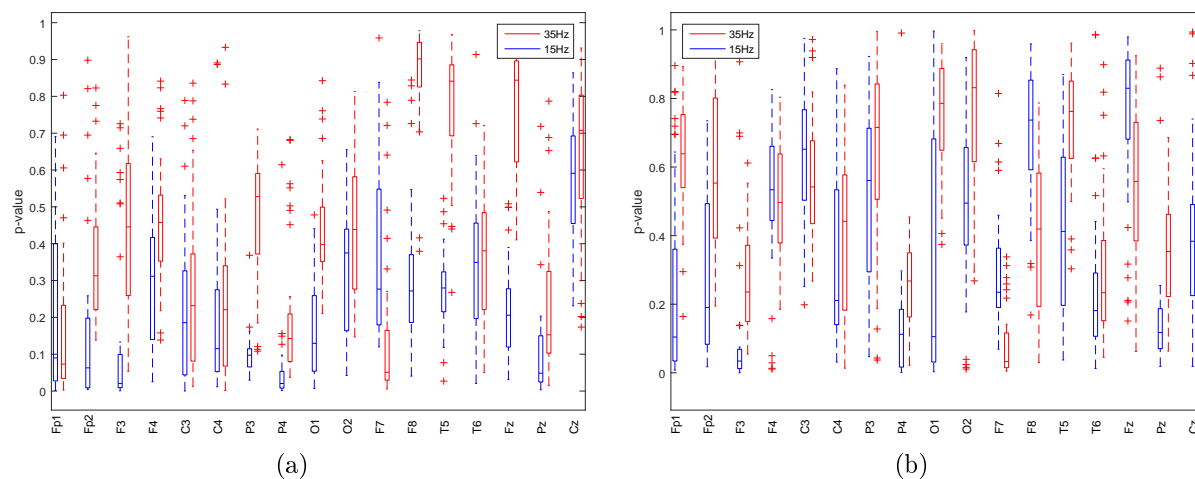 1
0.9
0.8
0.7
0.6
0.5
0.4
0.3
0.2
0.1
0
p-value
35Hz
15Hz
Fp1 Fp2 F3 F4 C3 C4 P3 P4 O1 O2 F7 F8 T5 T6 Fz Pz Cz
(a)
1
0.8
0.6
0.4
0.2
0
p-value
35Hz
15Hz
Fp1 Fp2 F3 F4 C3 C4 P3 P4 O1 O2 F7 F8 T5 T6 Fz Pz Cz
(b)